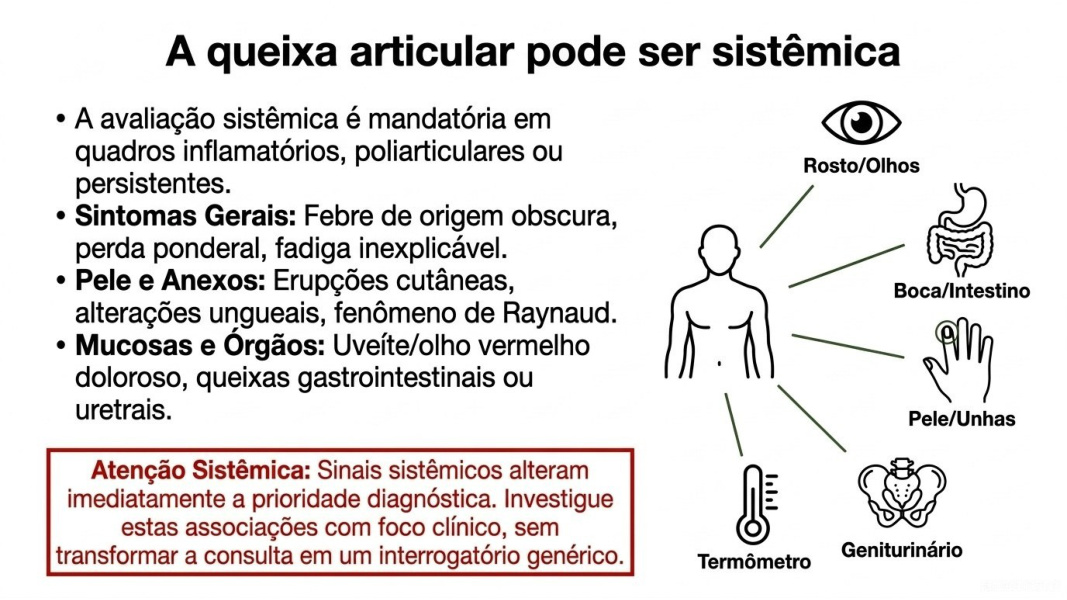 A queixa articular pode ser sistêmica
• A avaliação sistêmica é mandatória em
quadros inflamatórios, poliarticulares ou
persistentes.
• Sintomas Gerais: Febre de origem obscura,
perda ponderal, fadiga inexplicável.
• Pele e Anexos: Erupções cutâneas,
alterações ungueais, fenômeno de Raynaud.
• Mucosas e Órgãos: Uveíte/olho vermelho
doloroso, queixas gastrointestinais ou
uretrais.
Atenção Sistêmica: Sinais sistêmicos alteram
imediatamente a prioridade diagnóstica. Investigue
estas associações com foco clínico, sem
transformar a consulta em um interrogatório genérico.
Rosto/Olhos
Boca/Intestino
Pele/Unhas
Geniturinário
Termômetro